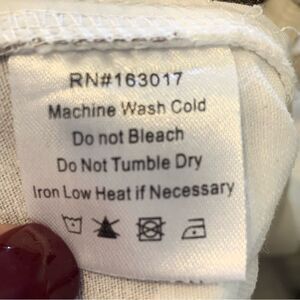 RN#163017
Machine Wash Cold
Do not Bleach
Do Not Tumble Dry
Iron Low Heat if Necessary